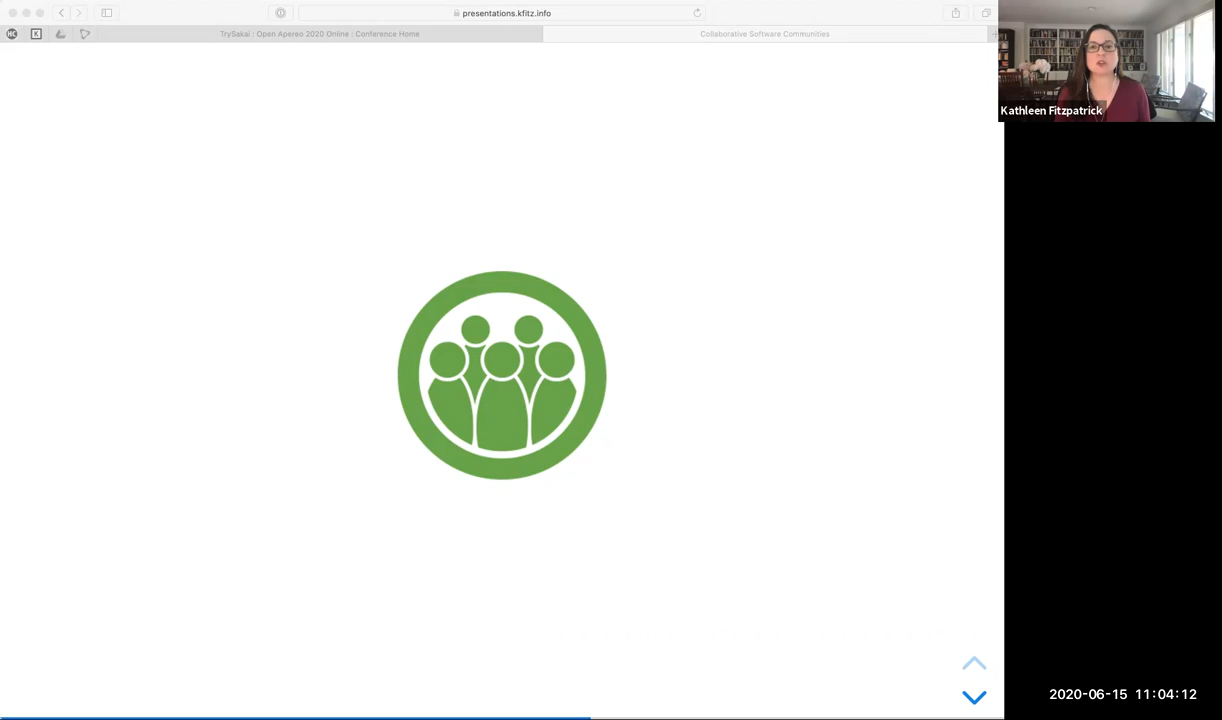 presentations.kfitz.info
HC
K
TrySakai : Open Apereo 2020 Online : Conference Home
Collaborative Software Communities
Kathleen Fitzpatrick
2020-06-15 11:04:12